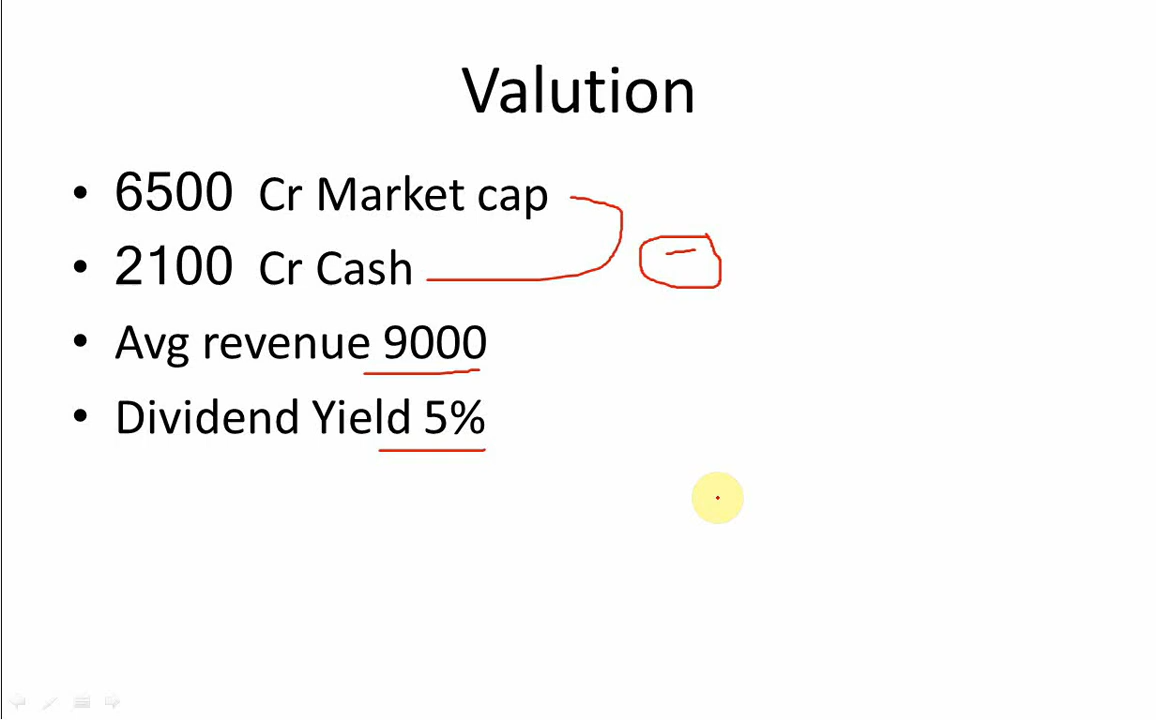 Valution
• 6500 Cr Market cap
• 2100 Cr Cash
• Avg revenue 9000
• Dividend Yield 5%